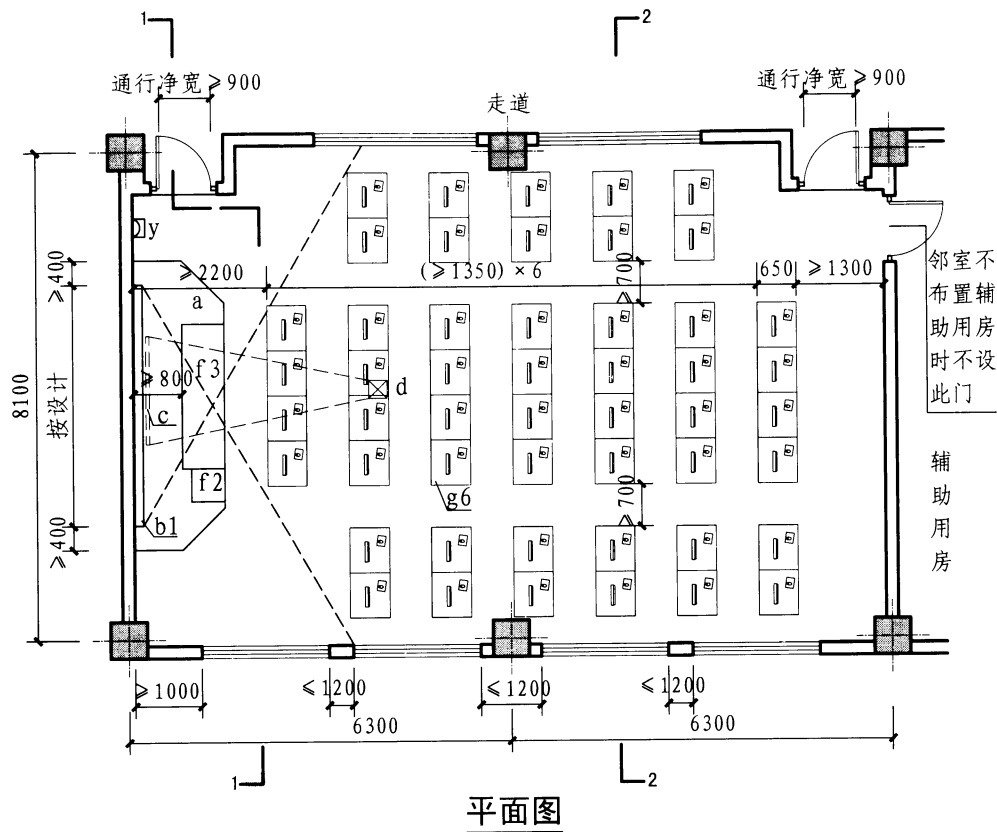 1
2
通行净宽≥900
通行净宽≥900
走道
y
≥400
≥2200
(≥1350)×6
≥700
650
≥1300
a
邻室不
布置辅
助用房
时不设
此门
f3
≥800
d
c
8100
按设计
f2
g6
≥700
b1
≥400
辅
助
用
房
≥1000
≤1200
≤1200
≤1200
6300
6300
1
2
平面图